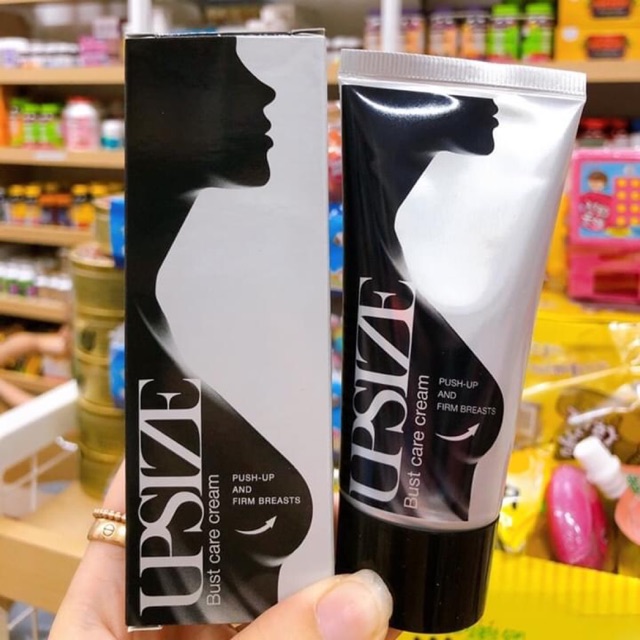 UPSIZE
Bust care cream
PUSH-UP
AND
FIRM BREASTS
UPSIZE
Bust care cream
PUSH-UP
AND
FIRM BREASTS